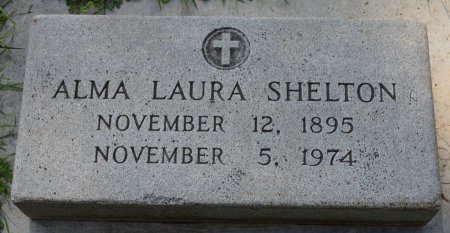 ALMA LAURA SHELTON
NOVEMBER 12, 1895
NOVEMBER 5, 1974